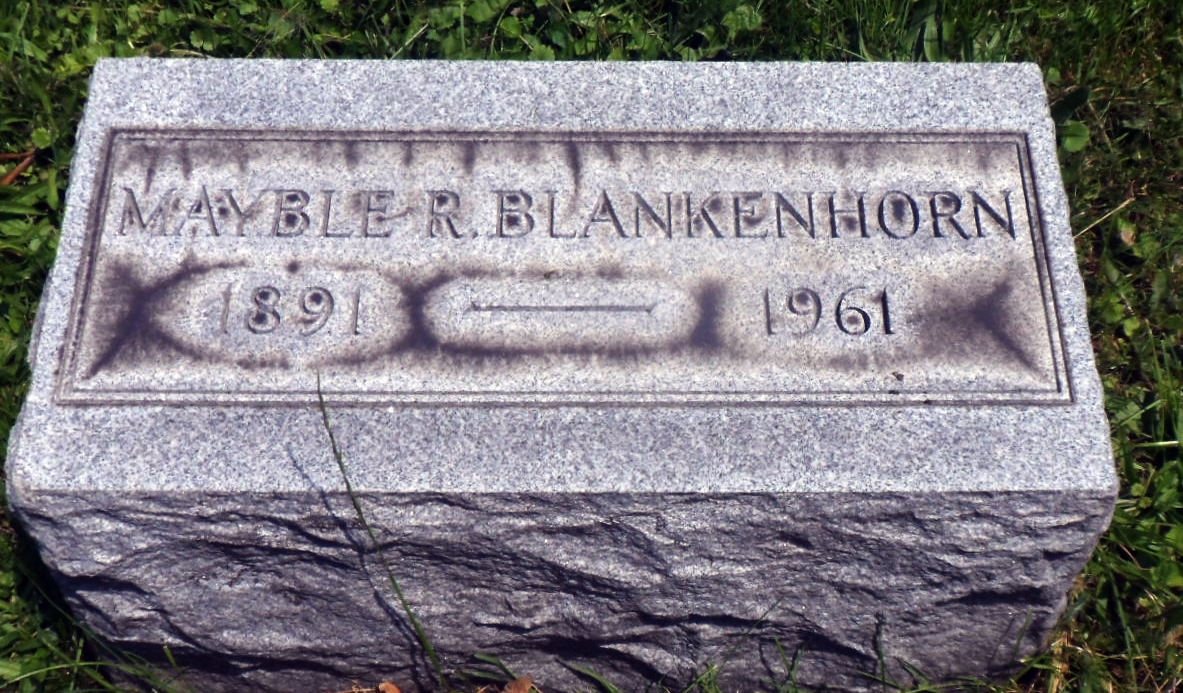 MAYBLE R. BLANKENHORN
1891 — 1961